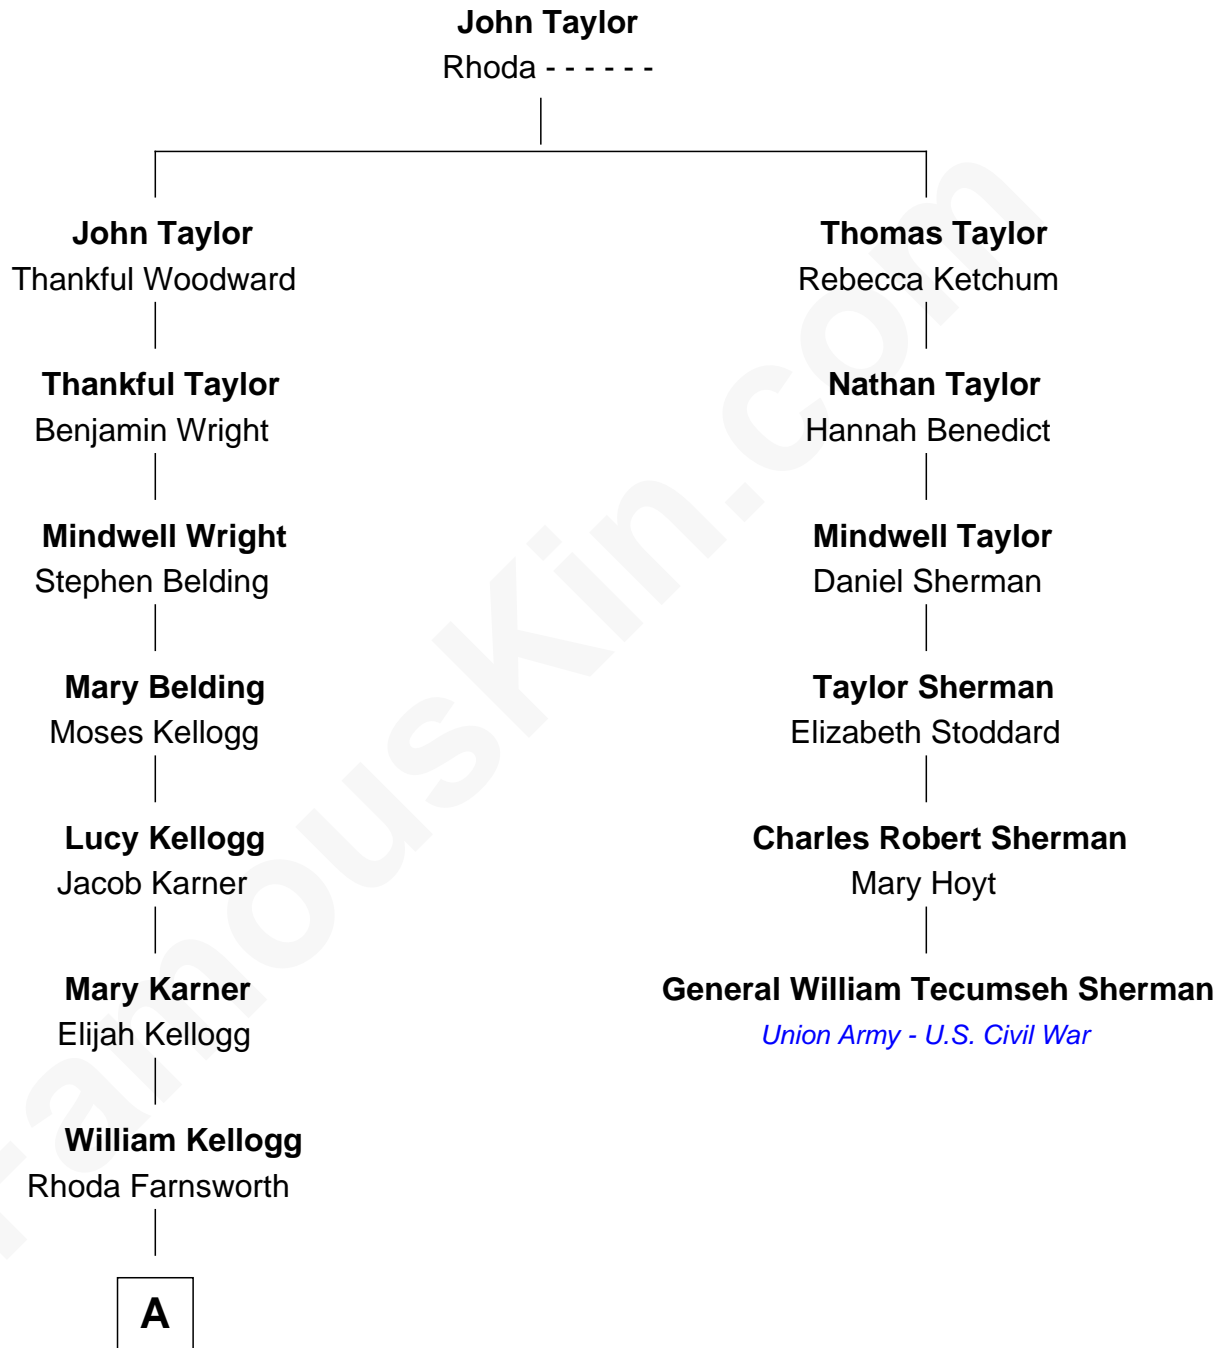 John Taylor
Rhoda - - - - - -
John Taylor
Thankful Woodward
Thankful Taylor
Benjamin Wright
Mindwell Wright
Stephen Belding
Mary Belding
Moses Kellogg
Lucy Kellogg
Jacob Karner
Mary Karner
Elijah Kellogg
William Kellogg
Rhoda Farnsworth
A
Thomas Taylor
Rebecca Ketchum
Nathan Taylor
Hannah Benedict
Mindwell Taylor
Daniel Sherman
Taylor Sherman
Elizabeth Stoddard
Charles Robert Sherman
Mary Hoyt
General William Tecumseh Sherman
Union Army - U.S. Civil War
FamousKin.com